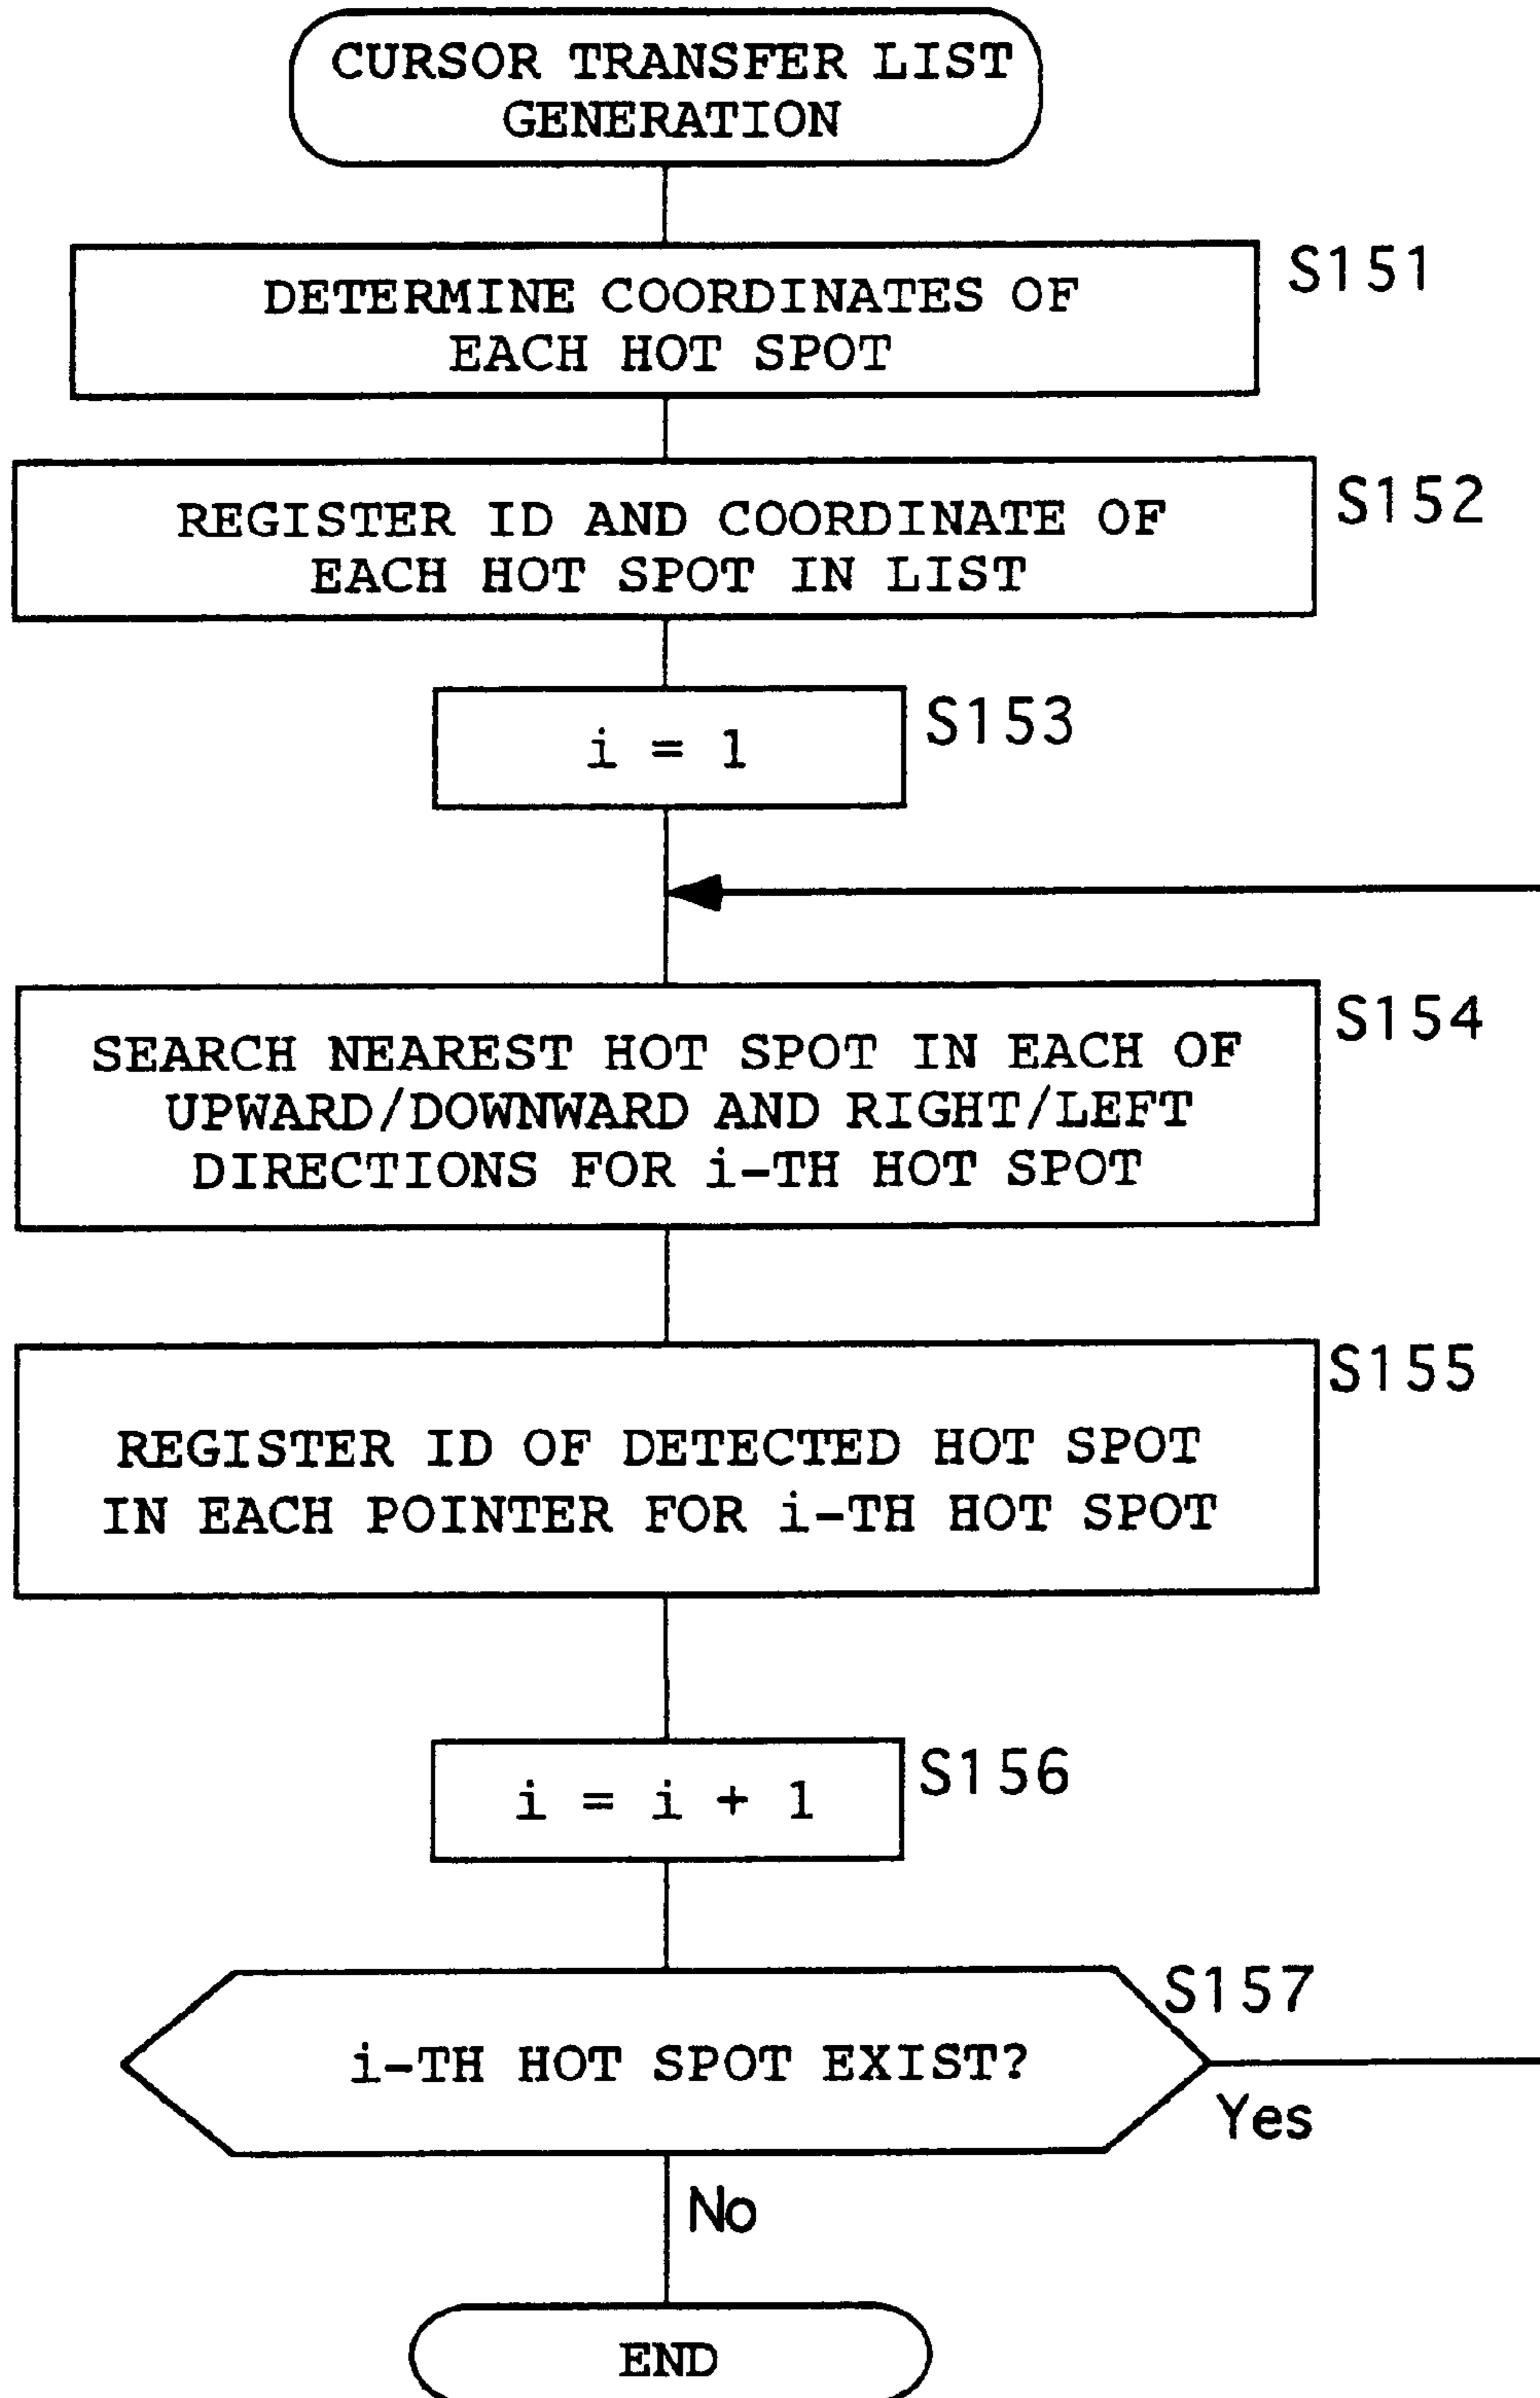 CURSOR TRANSFER LIST
GENERATION
DETERMINE COORDINATES OF
EACH HOT SPOT
S151
REGISTER ID AND COORDINATE OF
EACH HOT SPOT IN LIST
S152
i = 1
S153
SEARCH NEAREST HOT SPOT IN EACH OF
UPWARD/DOWNWARD AND RIGHT/LEFT
DIRECTIONS FOR i-TH HOT SPOT
S154
REGISTER ID OF DETECTED HOT SPOT
IN EACH POINTER FOR i-TH HOT SPOT
S155
i = i + 1
S156
i-TH HOT SPOT EXIST?
S157
Yes
No
END